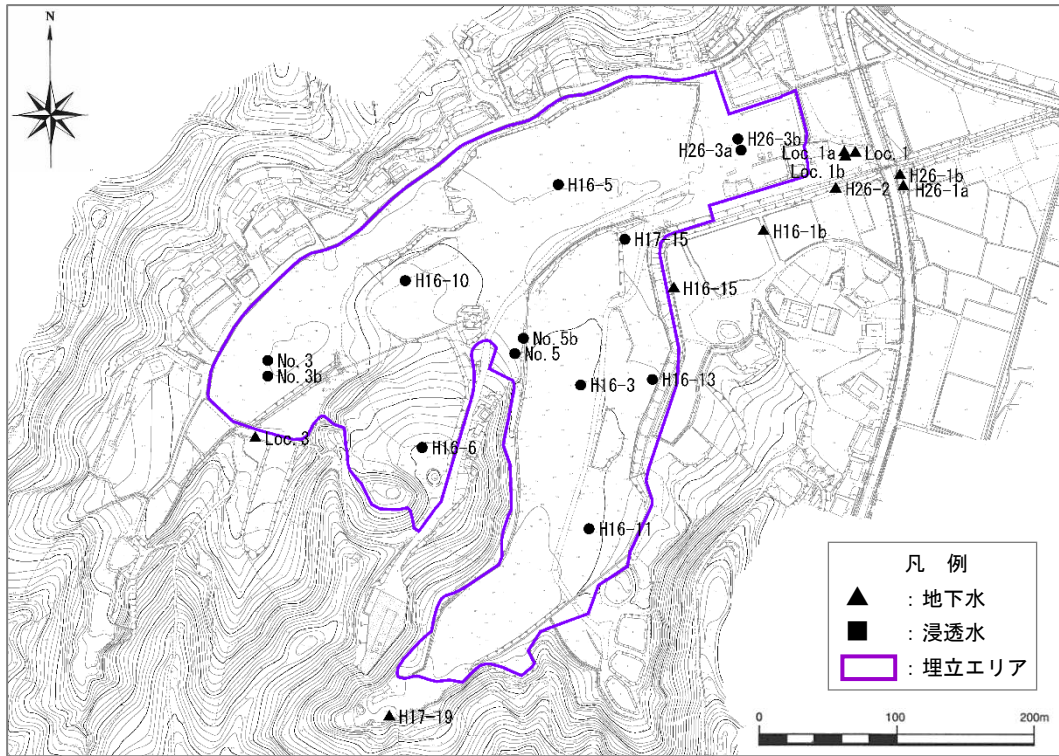 N
H26-3b
H26-3a
Loc. 1a
Loc. 1
Loc. 1b
H26-1b
H26-1a
H26-2
H16-5
H16-1b
H17-15
H16-10
H16-15
No. 5b
No. 5
No. 3
No. 3b
H16-3
H16-13
Loc. 3
H16-6
H16-11
H17-19
凡 例
：地下水
：浸透水
：埋立エリア
0 100 200m